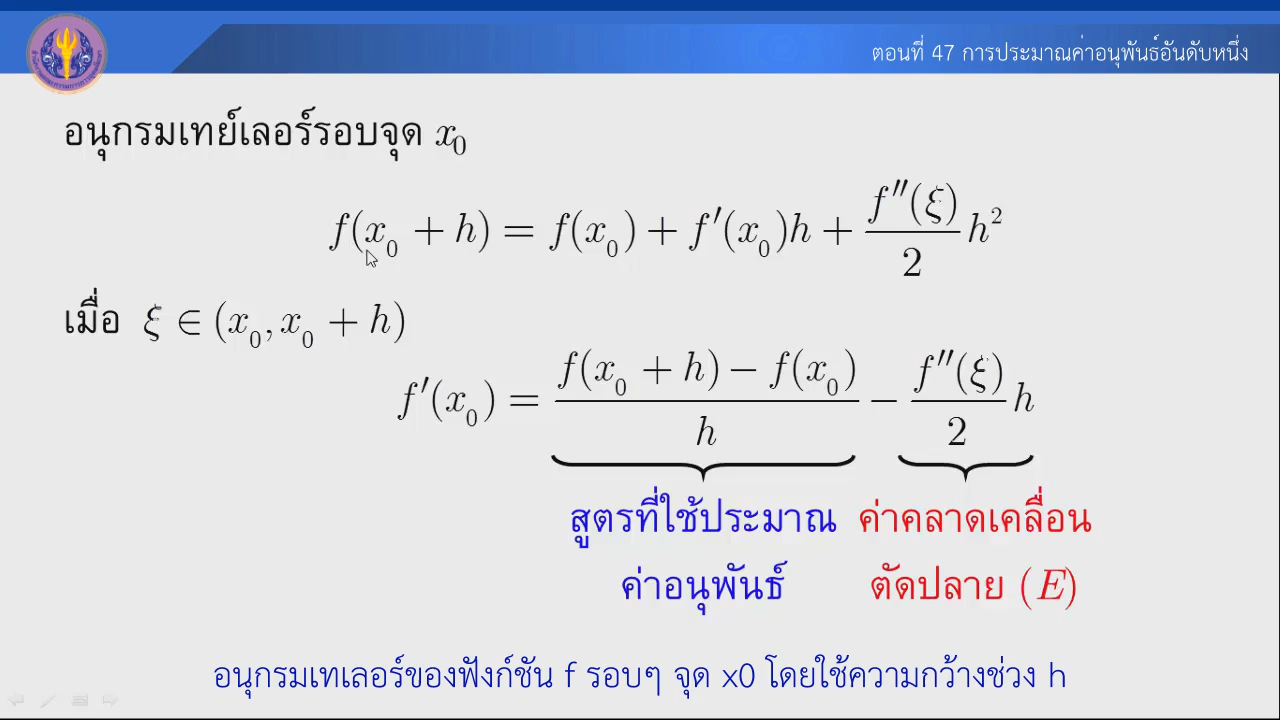 ตอนที่ 47 การประมาณค่าอนุพันธ์อันดับหนึ่ง
อนุกรมเทย์เลอร์รอบจุด x₀
f(x₀ + h) = f(x₀) + f′(x₀)h + f″(ξ)/2 h²
เมื่อ ξ ∈ (x₀, x₀ + h)
f′(x₀) = f(x₀ + h) − f(x₀)/h − f″(ξ)/2 h
สูตรที่ใช้ประมาณ ค่าคลาดเคลื่อน
ค่าอนุพันธ์ ตัดปลาย (E)
อนุกรมเทเลอร์ของฟังก์ชัน f รอบๆ จุด x0 โดยใช้ความกว้างช่วง h